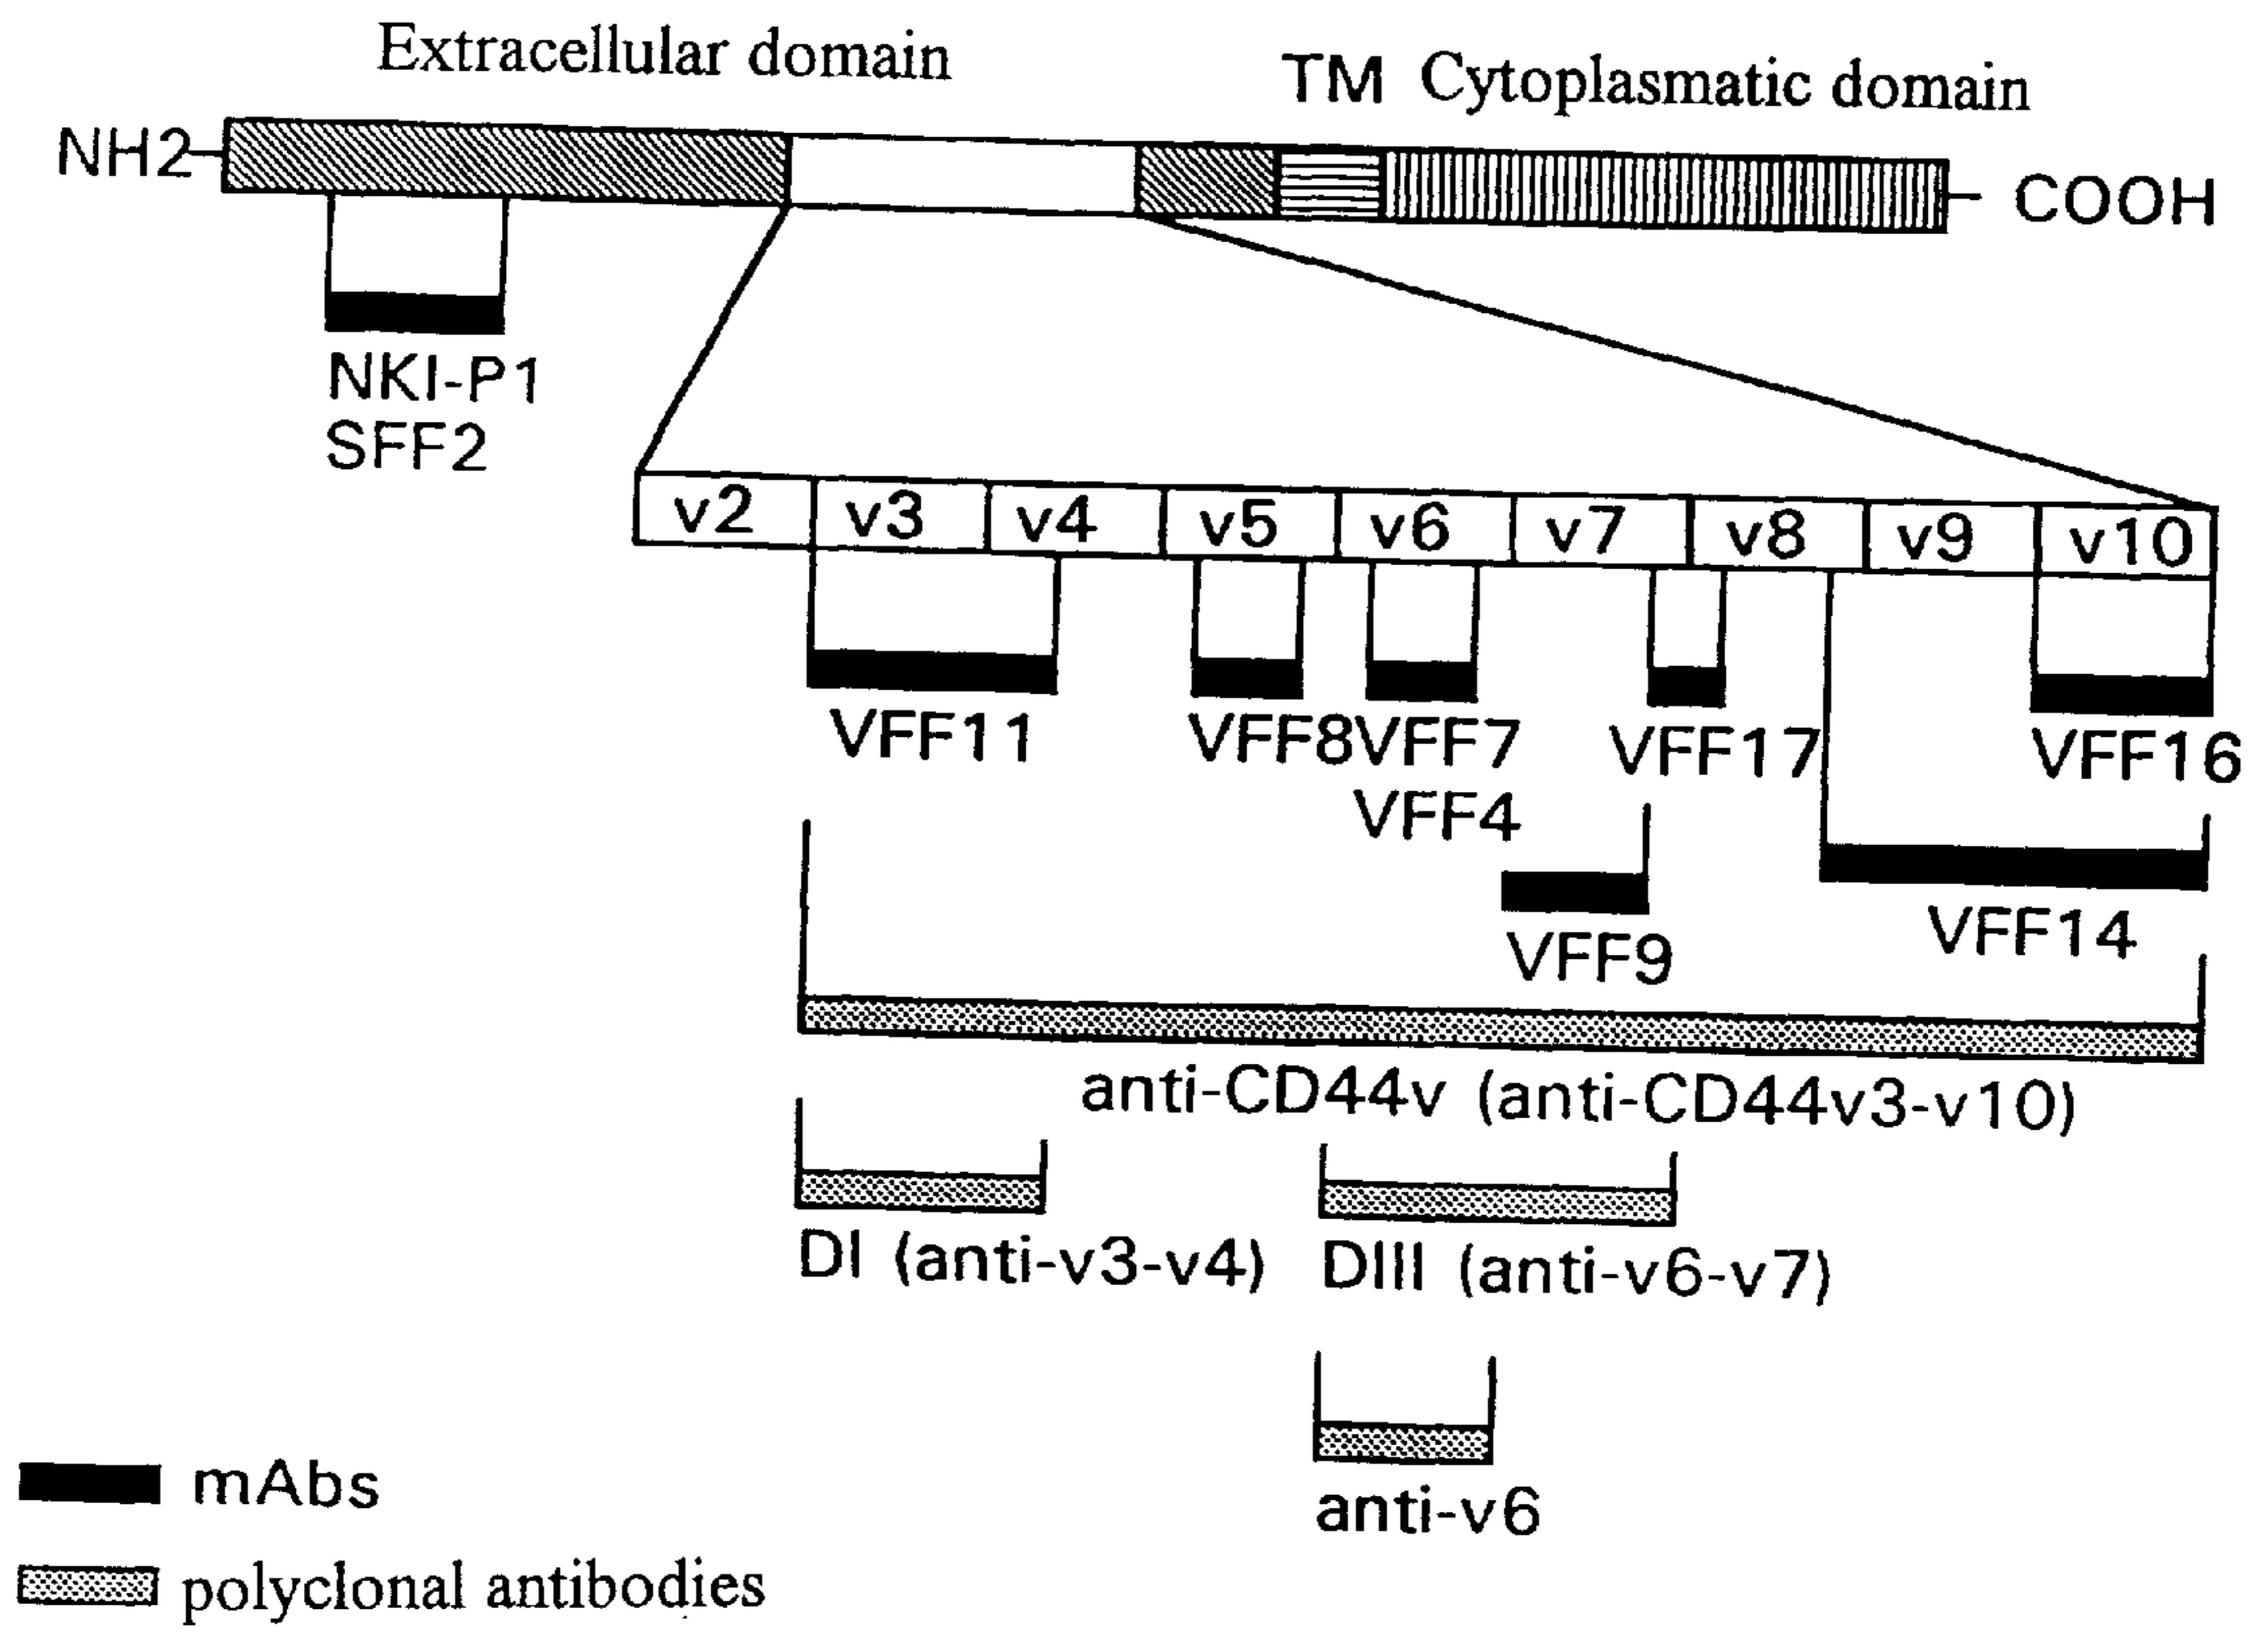 Extracellular domain
TM Cytoplasmatic domain
NH2
COOH
NKI-P1
SFF2
v2 v3 v4 v5 v6 v7 v8 v9 v10
VFF11 VFF8 VFF7 VFF17 VFF16
VFF4
VFF9 VFF14
anti-CD44v (anti-CD44v3-v10)
DI (anti-v3-v4) DIII (anti-v6-v7)
anti-v6
mAbs
polyclonal antibodies